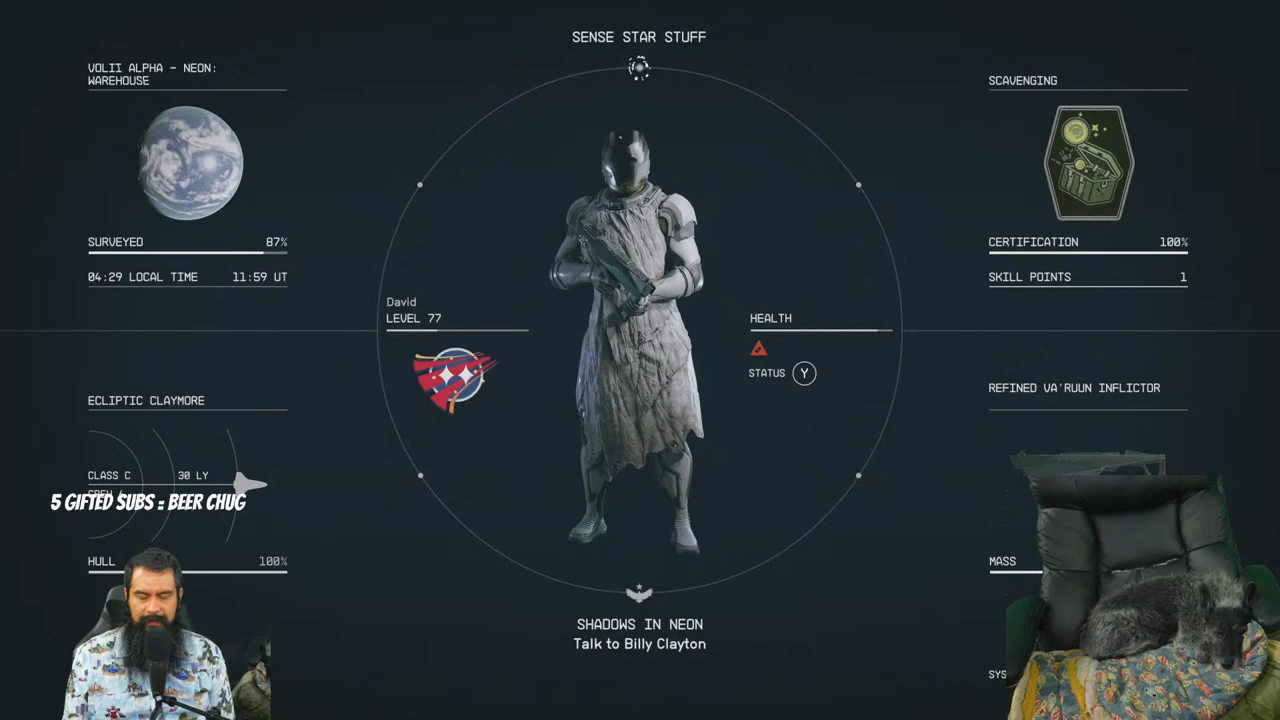 SENSE STAR STUFF
VOLII ALPHA - NEON:
WAREHOUSE
SURVEYED 87%
04:29 LOCAL TIME 11:59 UT
SCAVENGING
CERTIFICATION 100%
SKILL POINTS 1
David
LEVEL 77
HEALTH
STATUS Y
ECLIPTIC CLAYMORE
CLASS C 30 LY
5 GIFTED SUBS = BEER CHUG
HULL 100%
REFINED VA'RUUN INFLICTOR
MASS
SYS
SHADOWS IN NEON
Talk to Billy Clayton